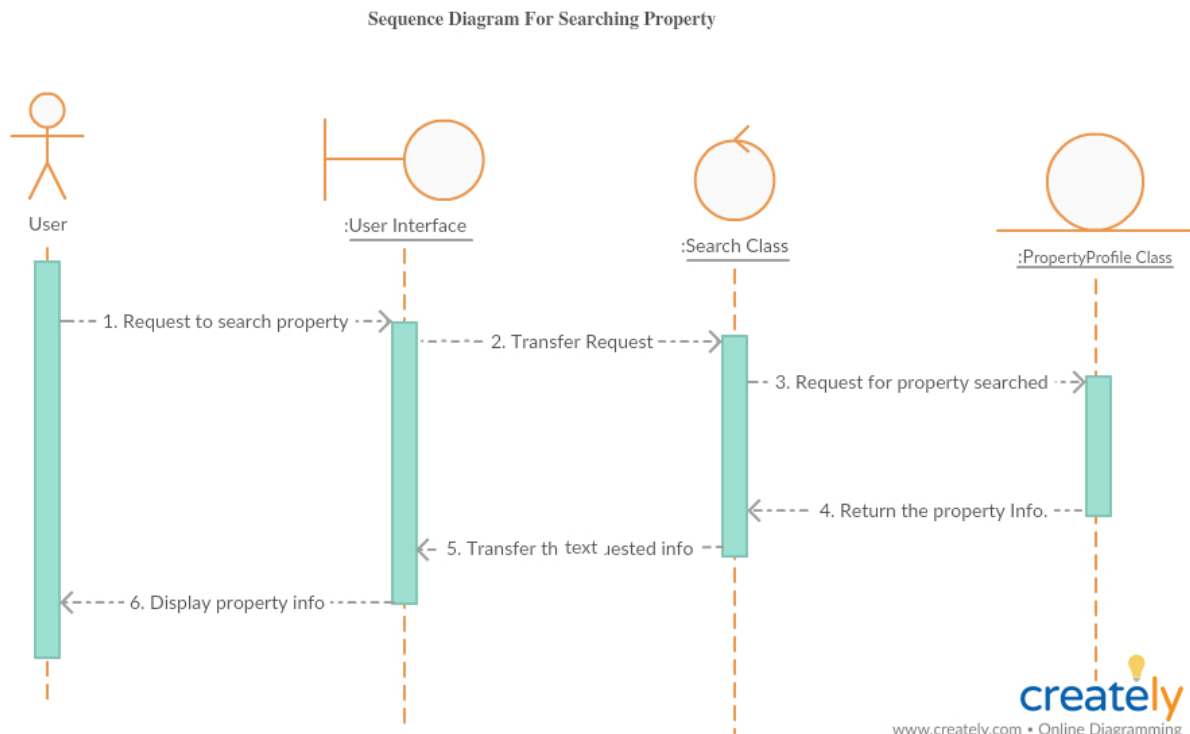 Sequence Diagram For Searching Property
User
:User Interface
:Search Class
:PropertyProfile Class
1. Request to search property
2. Transfer Request
3. Request for property searched
4. Return the property Info.
5. Transfer th text uested info
6. Display property info
creately
www.creately.com • Online Diagramming